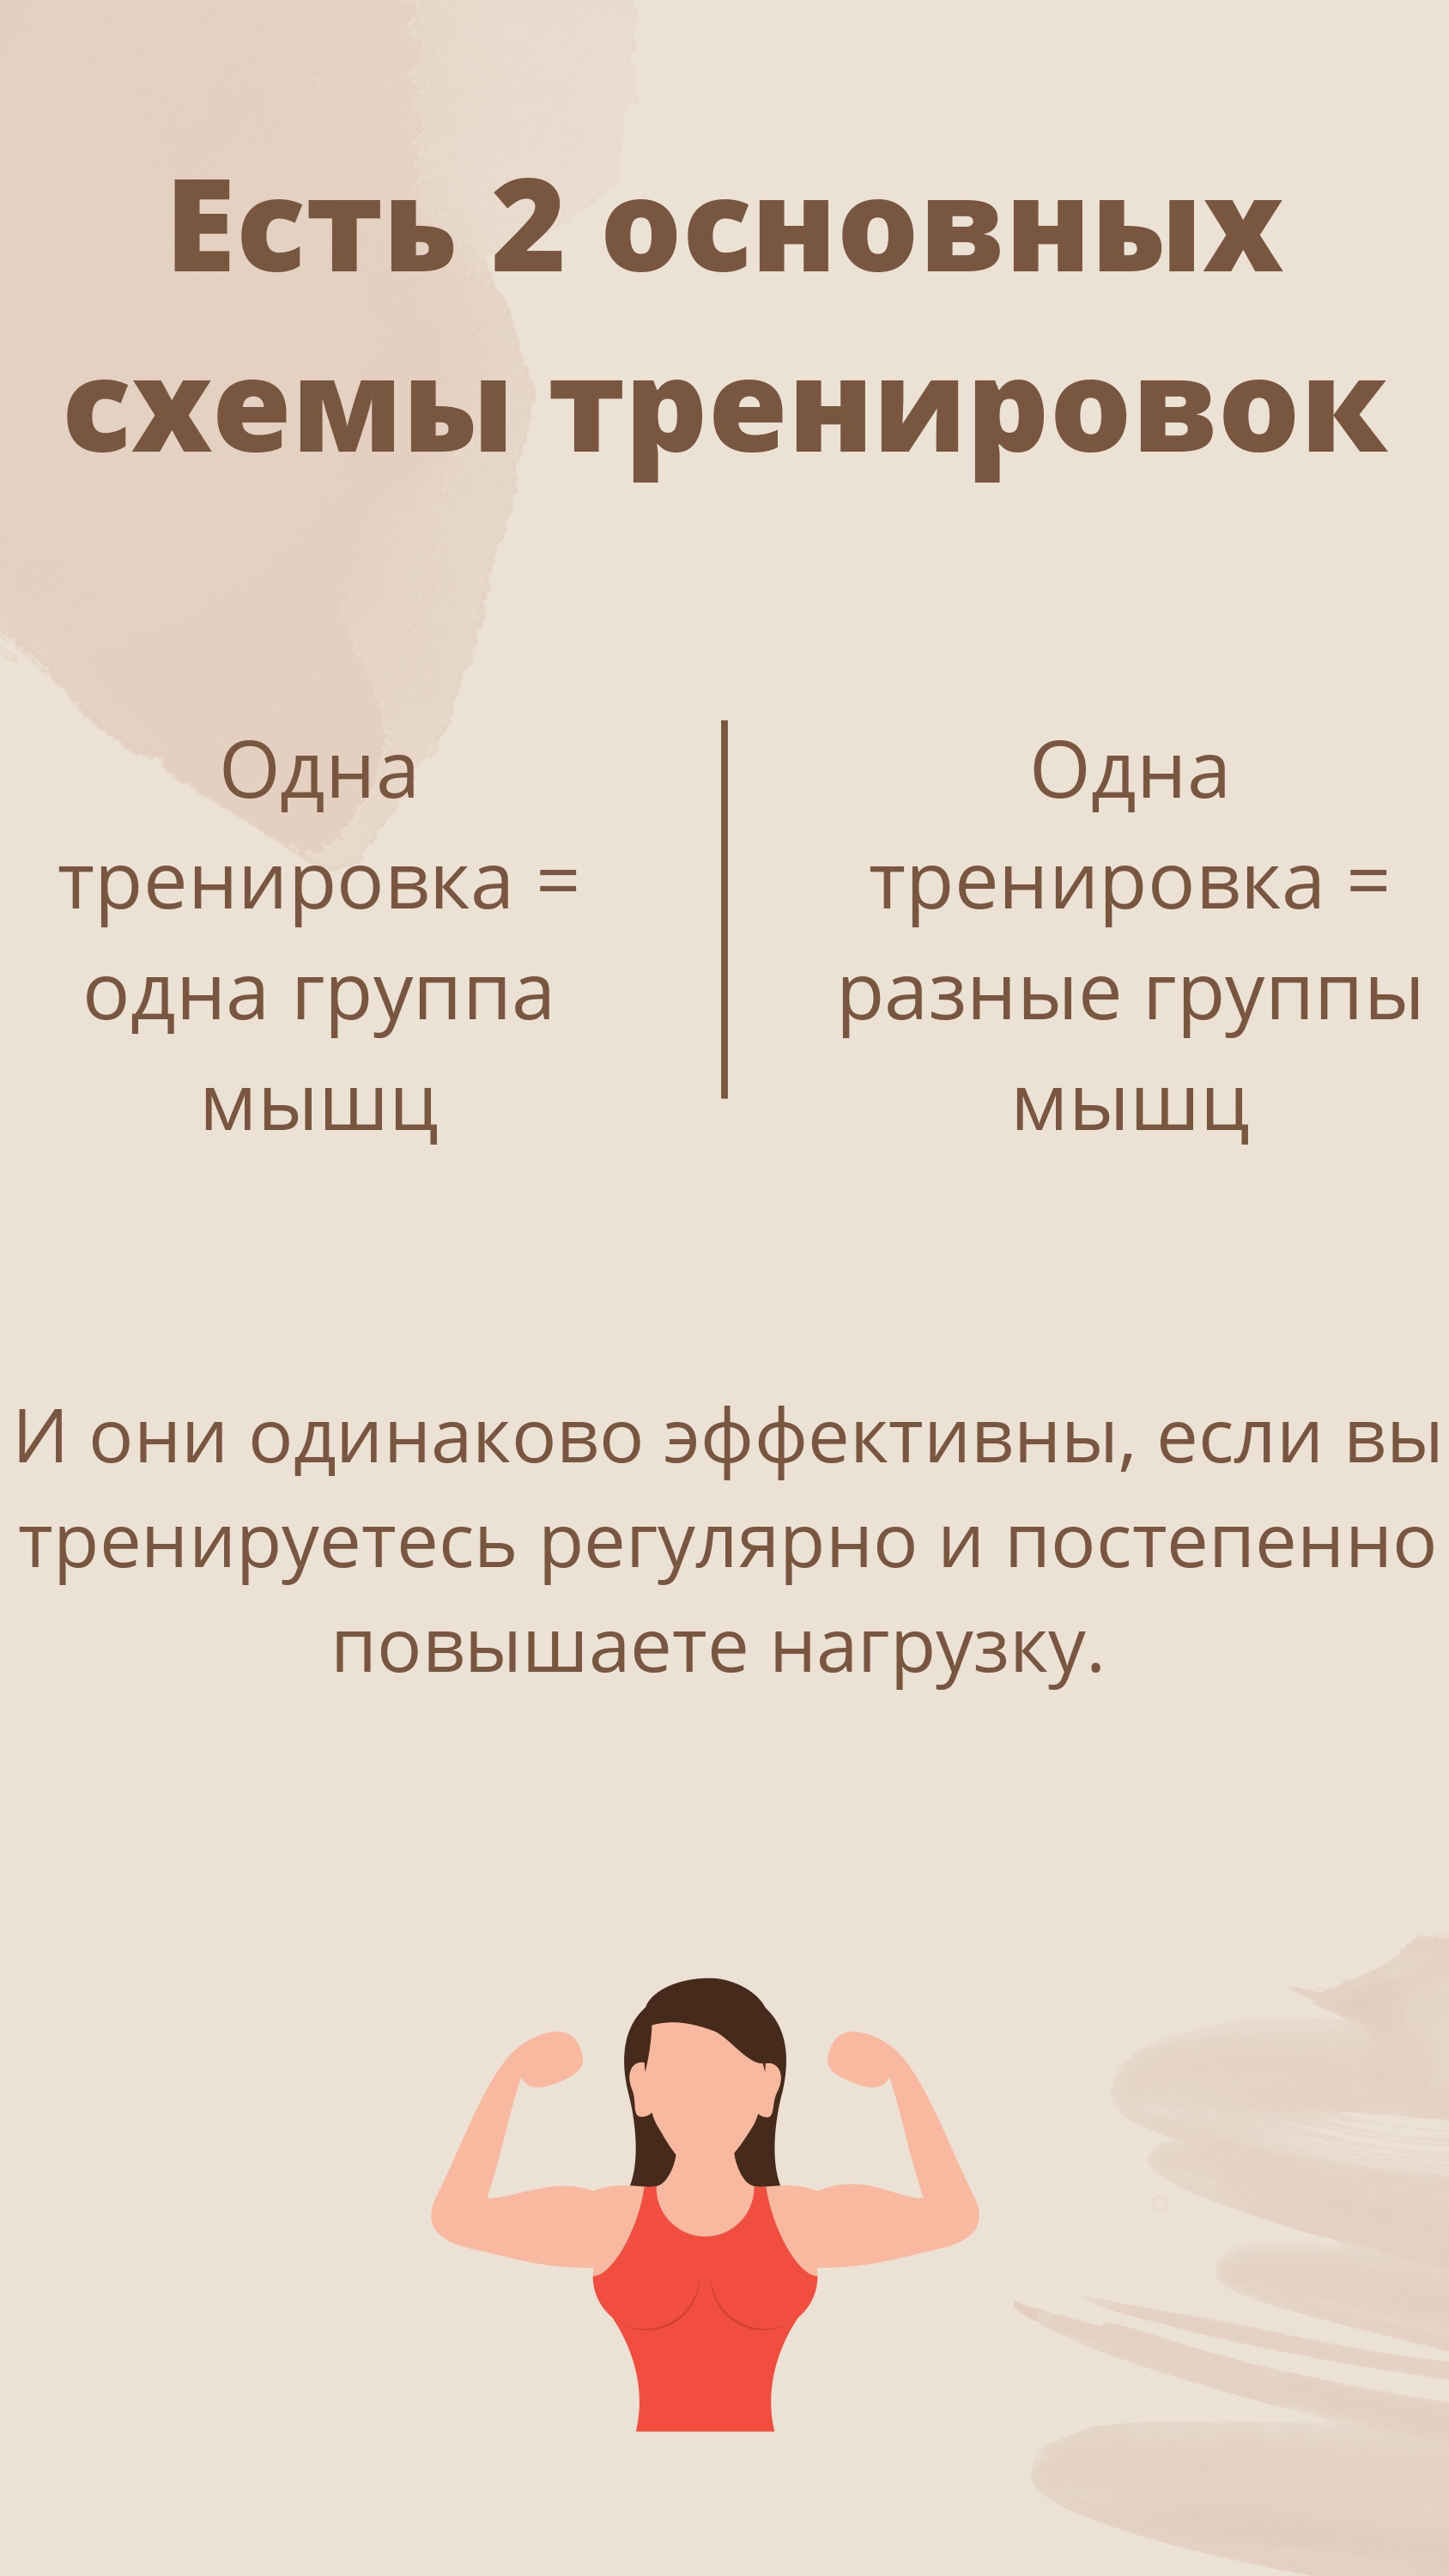 Есть 2 основных
схемы тренировок
Одна
тренировка =
одна группа
мышц
Одна
тренировка =
разные группы
мышц
И они одинаково эффективны, если вы
тренируетесь регулярно и постепенно
повышаете нагрузку.